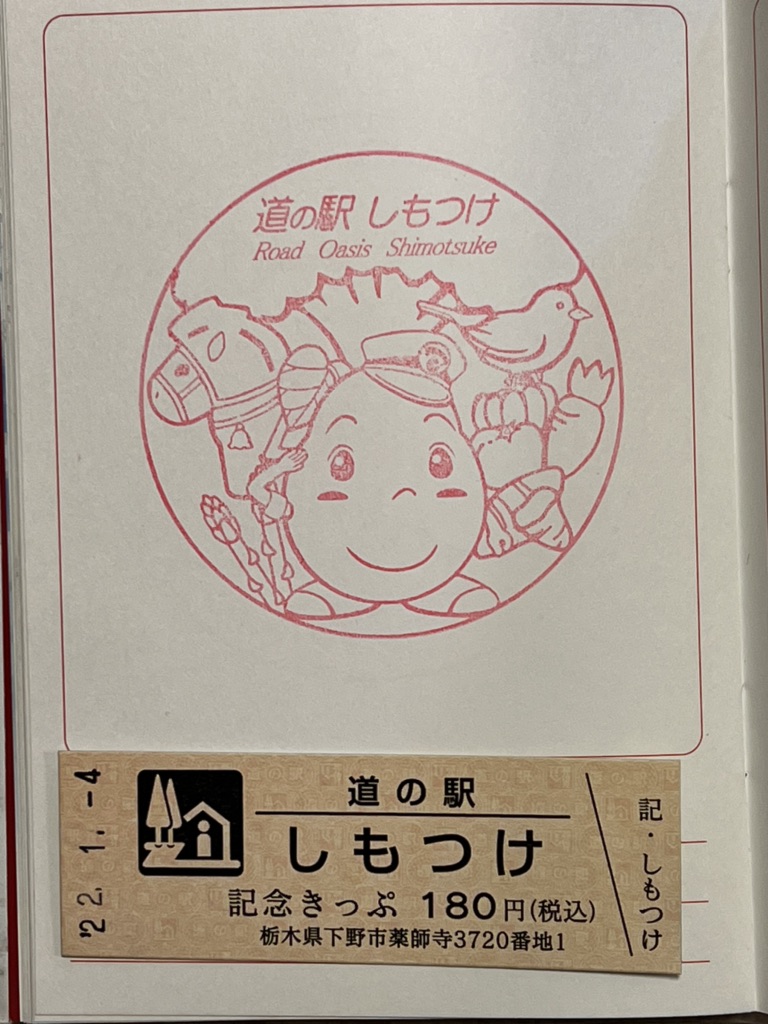 道の駅 しもつけ
Road Oasis Shimotsuke
'22.1.-4
道の駅
しもつけ
記念きっぷ 180円(税込)
栃木県下野市薬師寺3720番地1
記・しもつけ